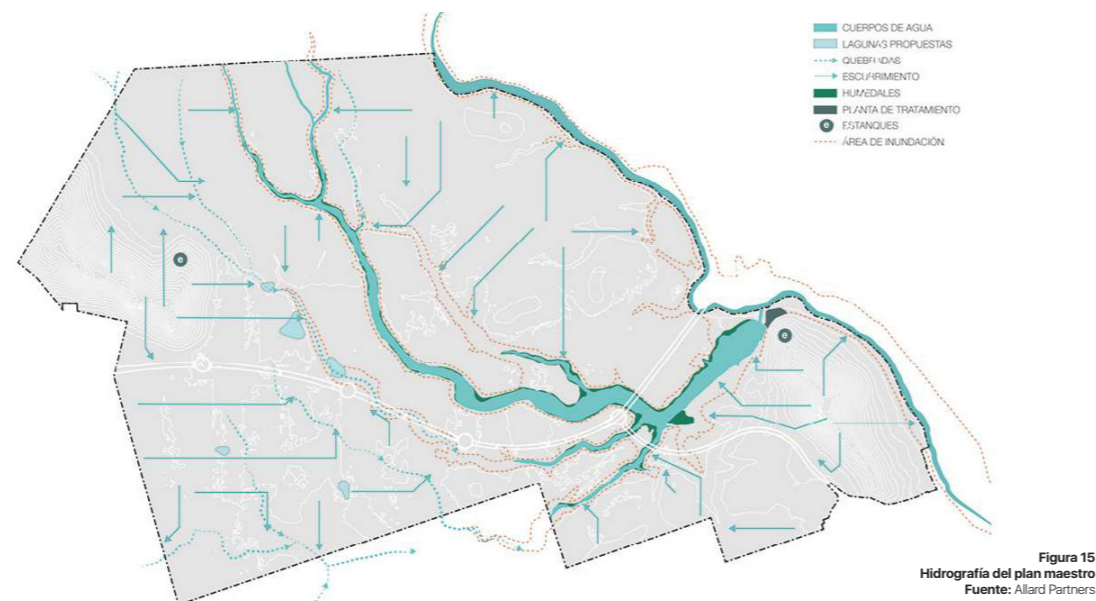 CUERPOS DE AGUA
LAGUNAS PROPUESTAS
QUEBRADAS
ESCURRIMIENTO
HUMEDALES
PLANTA DE TRATAMIENTO
e ESTANQUES
ÁREA DE INUNDACIÓN
e
e
Figura 15
Hidrografía del plan maestro
Fuente: Allard Partners